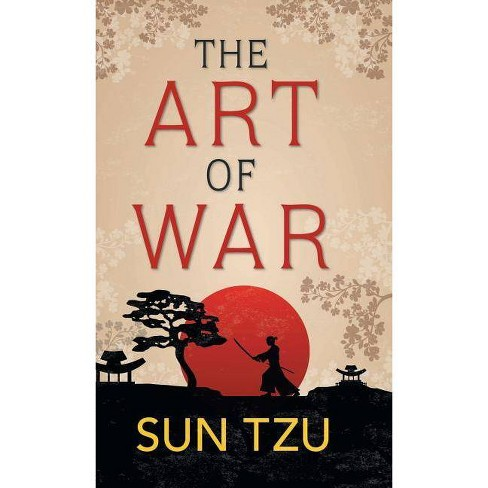 THE
ART
OF
WAR
SUN TZU